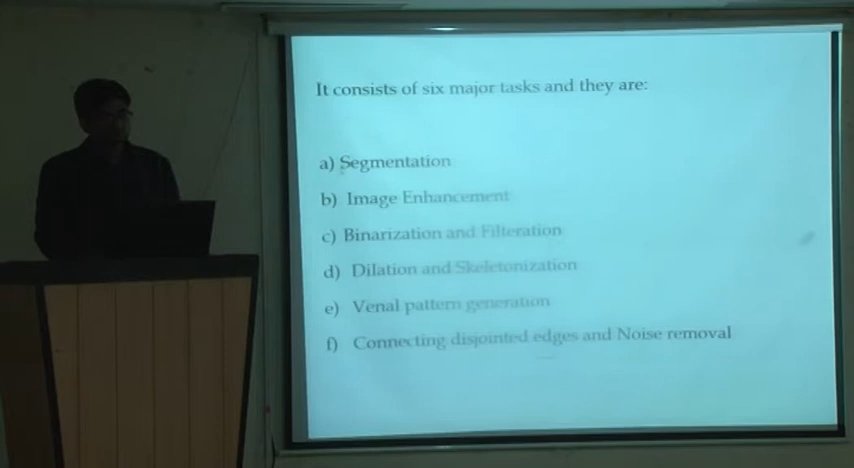 It consists of six major tasks and they are:
a) Segmentation
b) Image Enhancement
c) Binarization and Filteration
d) Dilation and Skeletonization
e) Venal pattern generation
f) Connecting disjointed edges and Noise removal